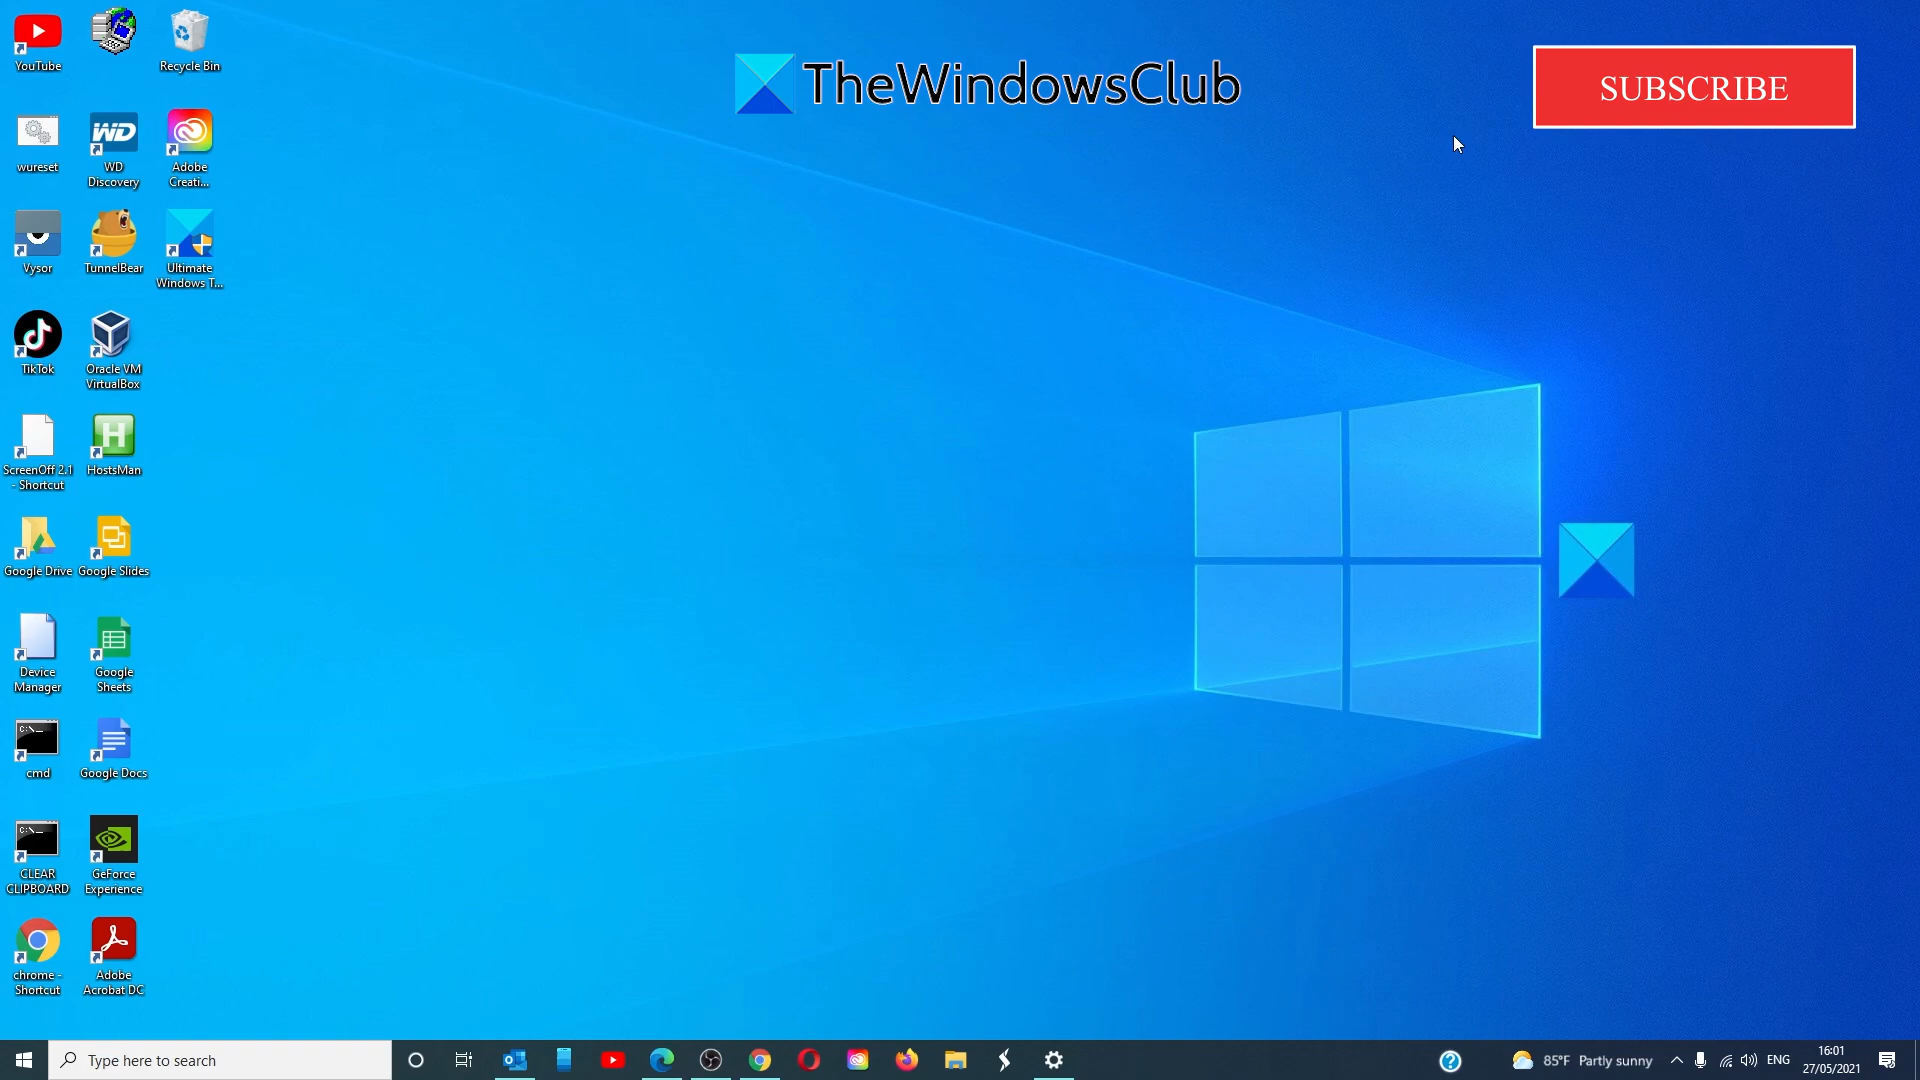 TheWindowsClub
SUBSCRIBE
YouTube
Recycle Bin
wureset
WD
WD
Discovery
Adobe
Creati...
Vysor
TunnelBear
Ultimate
Windows T...
TikTok
Oracle VM
VirtualBox
ScreenOff 2.1
- Shortcut
H
HostsMan
Google Drive
Google Slides
Device
Manager
Google
Sheets
C:\_
cmd
Google Docs
C:\_
CLEAR
CLIPBOARD
GeForce
Experience
chrome -
Shortcut
Adobe
Acrobat DC
Type here to search
85°F Partly sunny
ENG
16:01
27/05/2021